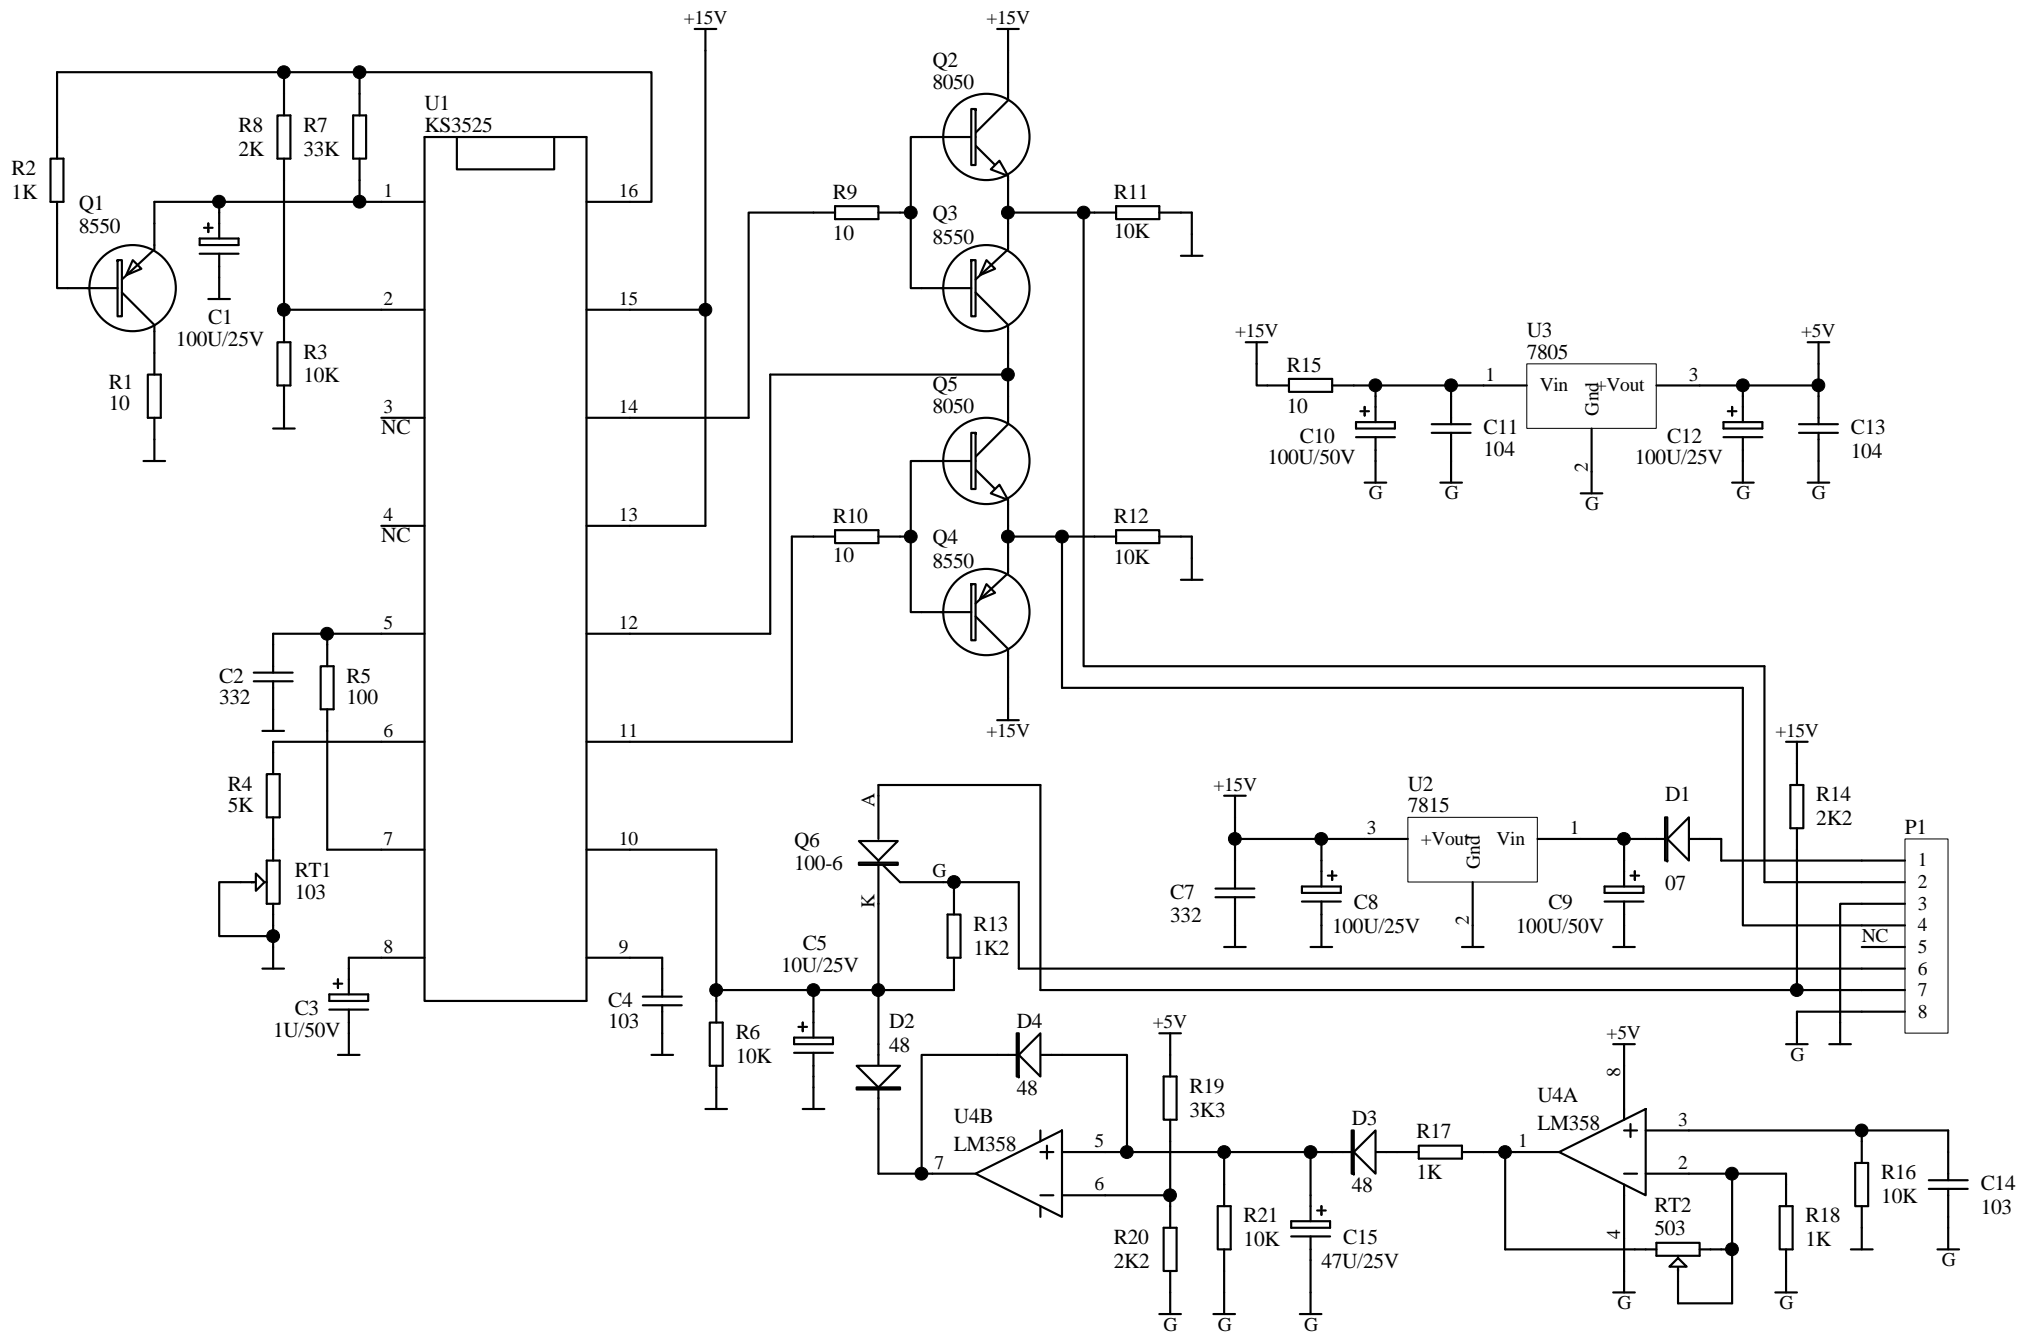 +15V
+15V
Q2
8050
U1
KS3525
R8
2K
R7
33K
R2
1K
1
16
Q1
8550
+
C1
100U/25V
R9
10
Q3
8550
R11
10K
2
15
R3
10K
R1
10
3
NC
14
Q5
8050
4
NC
13
R10
10
Q4
8550
R12
10K
+15V
R15
10
+
C10
100U/50V
G
C11
104
G
U3
7805
1
Vin
Gnd
+Vout
3
2
G
+
C12
100U/25V
G
+5V
C13
104
G
5
12
C2
332
R5
100
6
11
+15V
R4
5K
RT1
103
7
10
8
9
+
C3
1U/50V
C4
103
A
Q6
100-6
G
K
R13
1K2
C5
10U/25V
+
R6
10K
D2
48
+15V
C7
332
+
C8
100U/25V
U2
7815
3
+Vout
Gnd
Vin
1
2
+
C9
100U/50V
D1
07
+15V
R14
2K2
P1
1
2
3
4
NC
5
6
7
8
G
D4
48
U4B
LM358
7
+
5
−
6
+5V
R19
3K3
R20
2K2
G
R21
10K
G
+
C15
47U/25V
G
D3
48
R17
1K
1
+5V
8
U4A
LM358
+
3
−
2
4
G
RT2
503
R18
1K
G
R16
10K
C14
103
G